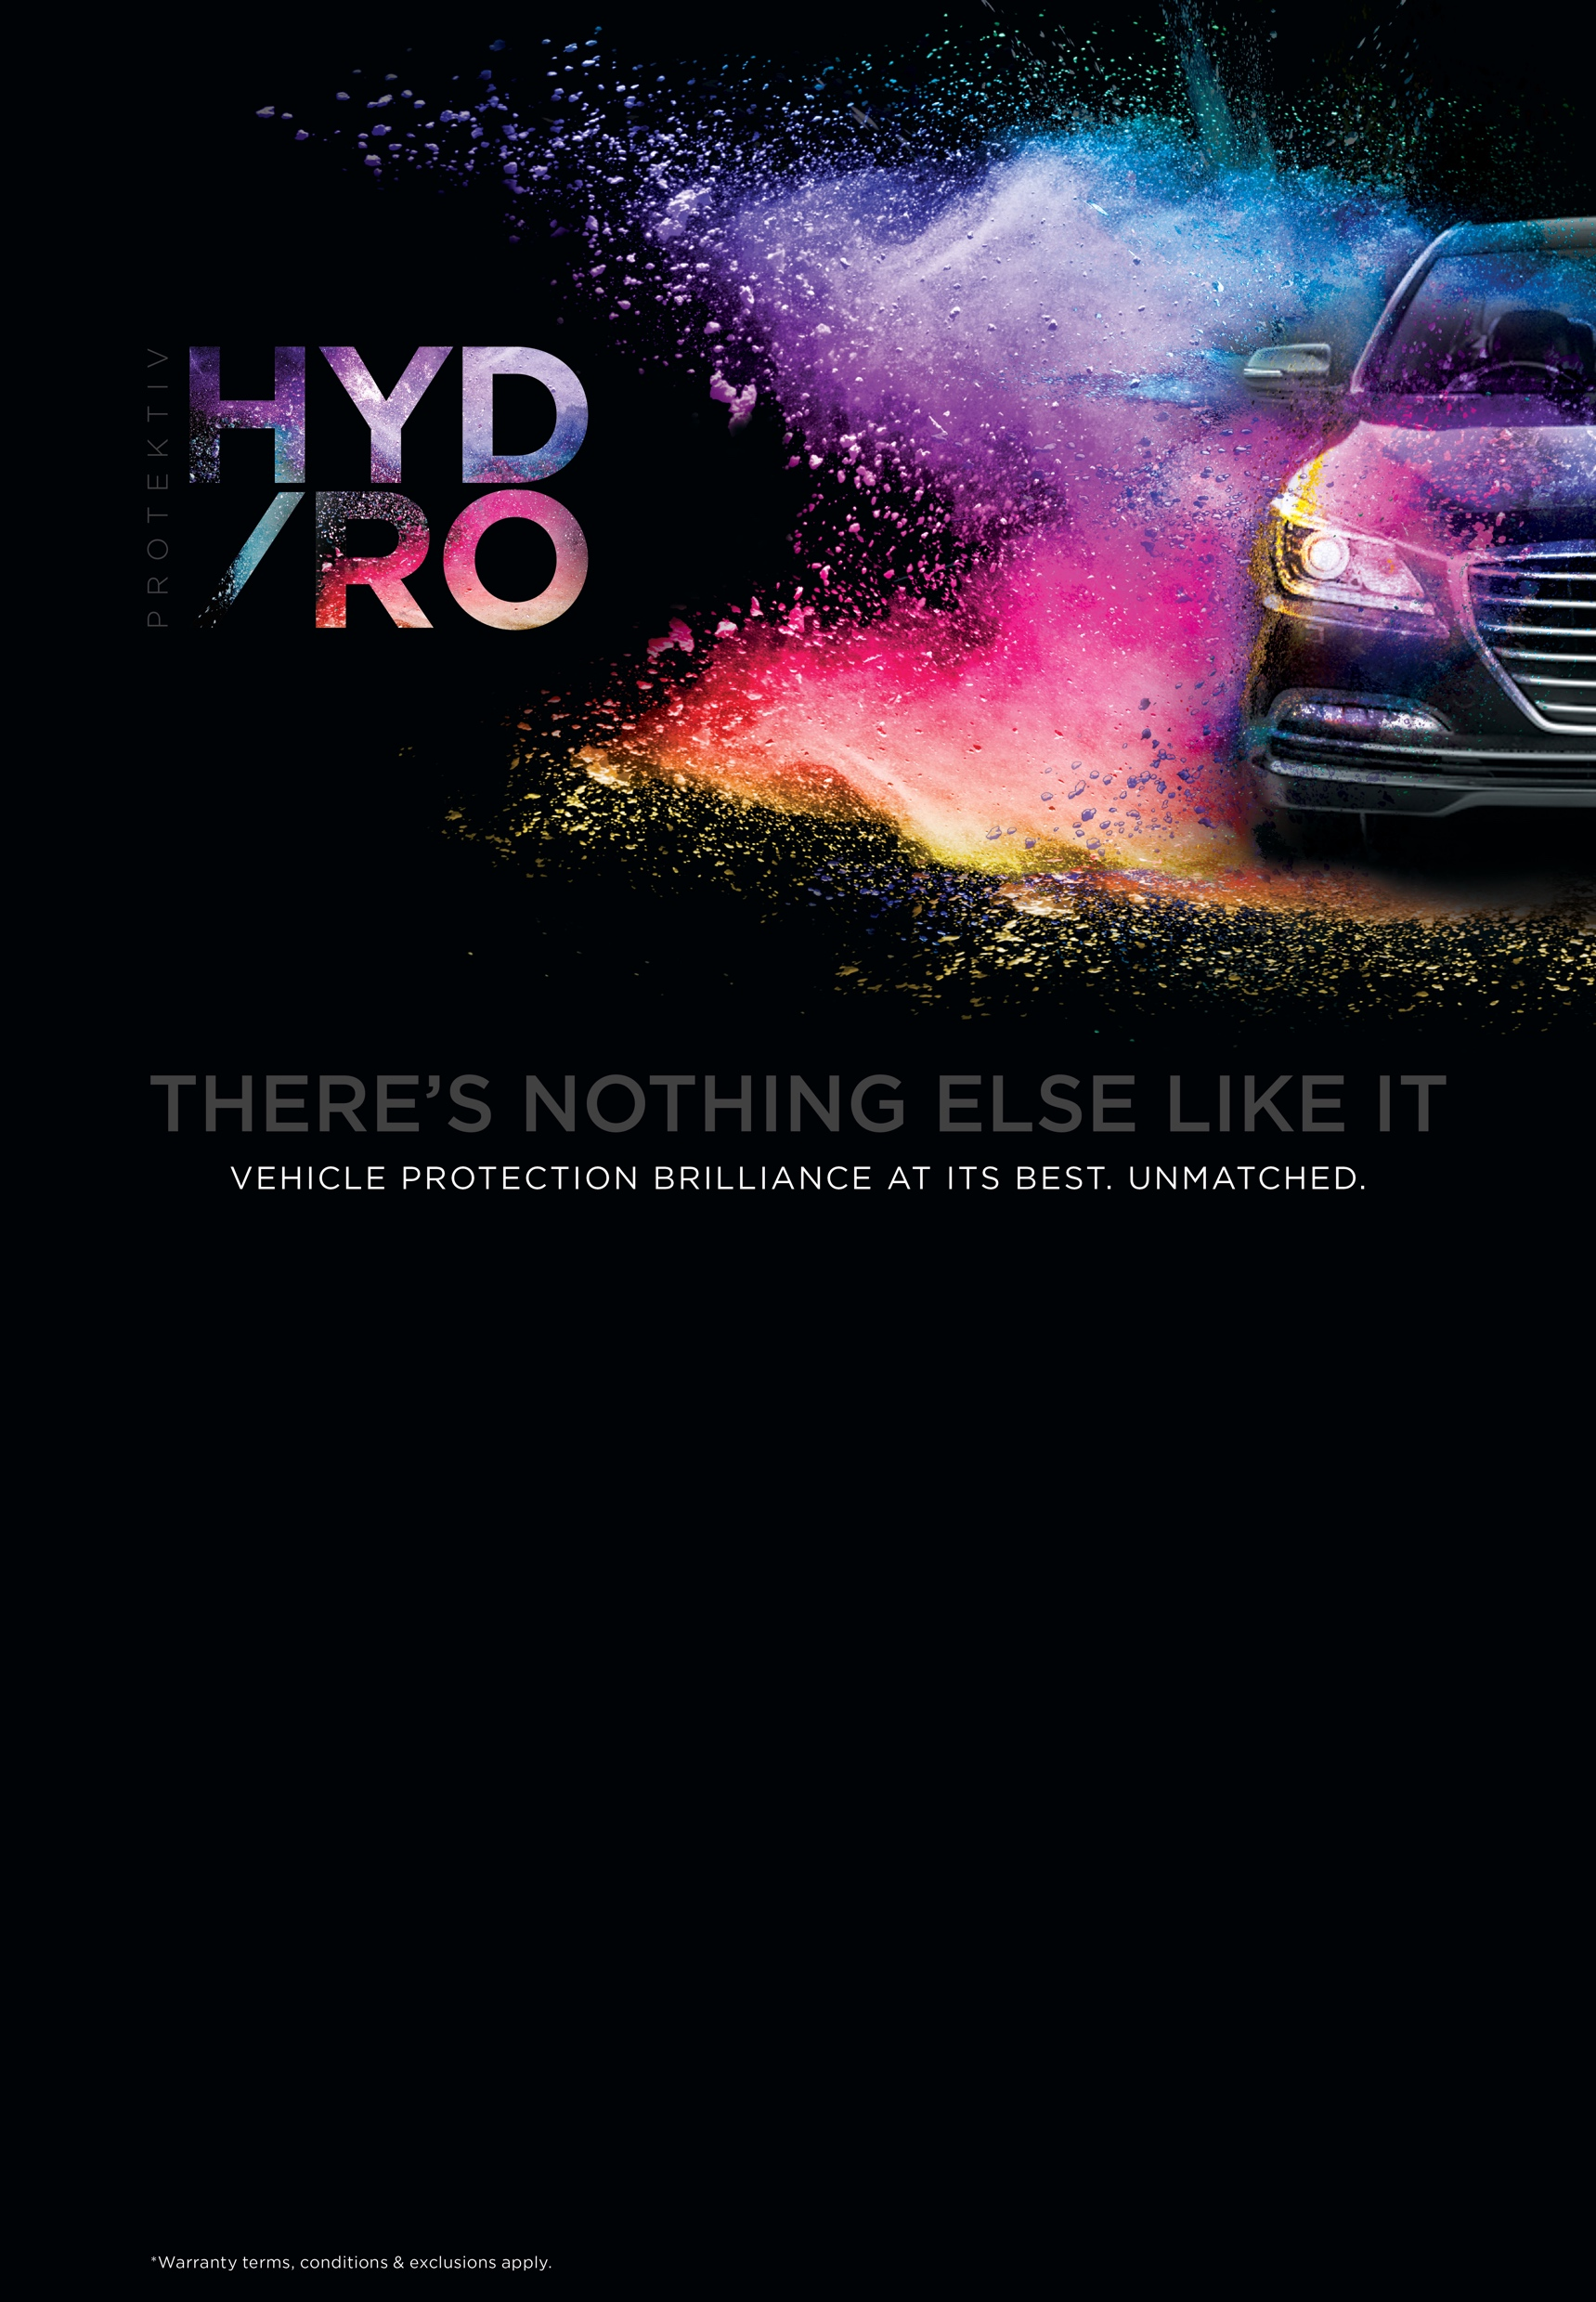 PROTEKTIV
HYD
/RO
THERE’S NOTHING ELSE LIKE IT
VEHICLE PROTECTION BRILLIANCE AT ITS BEST. UNMATCHED.
*Warranty terms, conditions & exclusions apply.